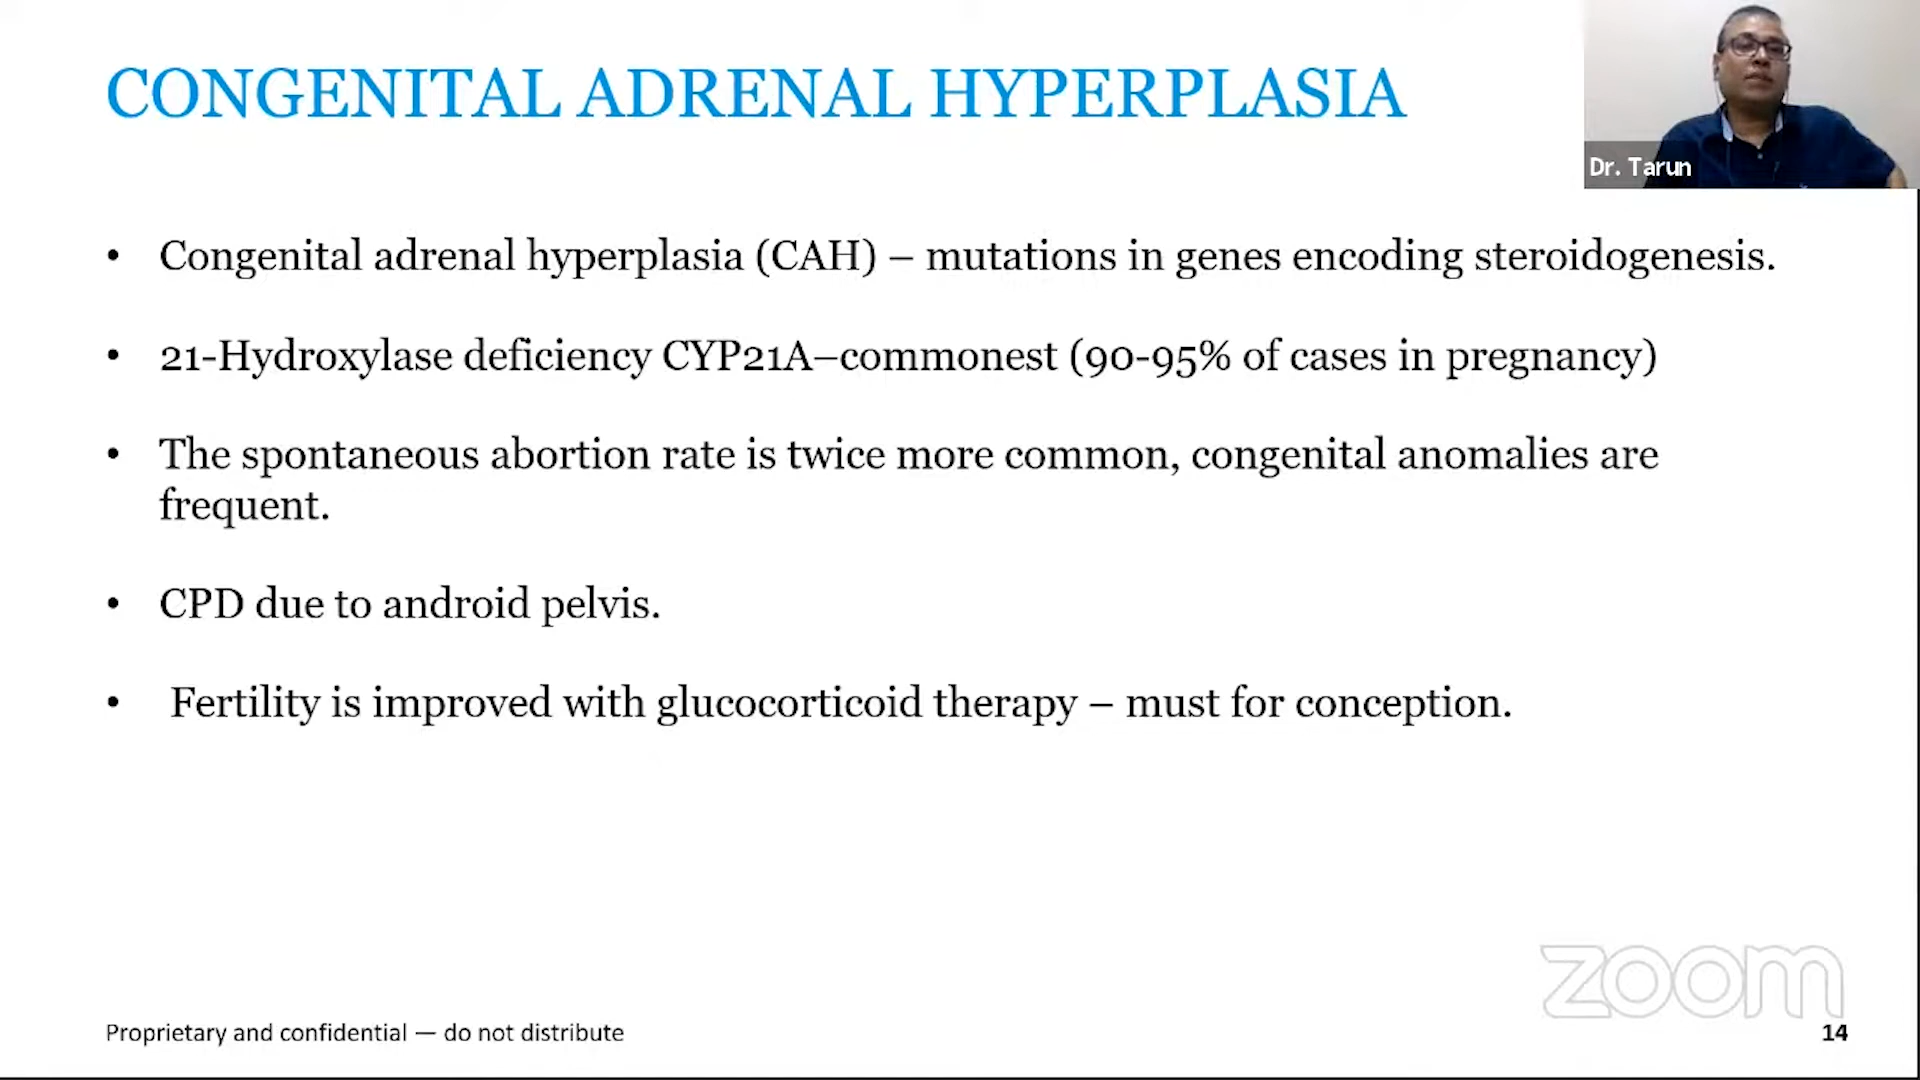 CONGENITAL ADRENAL HYPERPLASIA
Dr. Tarun
• Congenital adrenal hyperplasia (CAH) – mutations in genes encoding steroidogenesis.
• 21-Hydroxylase deficiency CYP21A–commonest (90-95% of cases in pregnancy)
• The spontaneous abortion rate is twice more common, congenital anomalies are
frequent.
• CPD due to android pelvis.
• Fertility is improved with glucocorticoid therapy – must for conception.
zoom
Proprietary and confidential — do not distribute
14